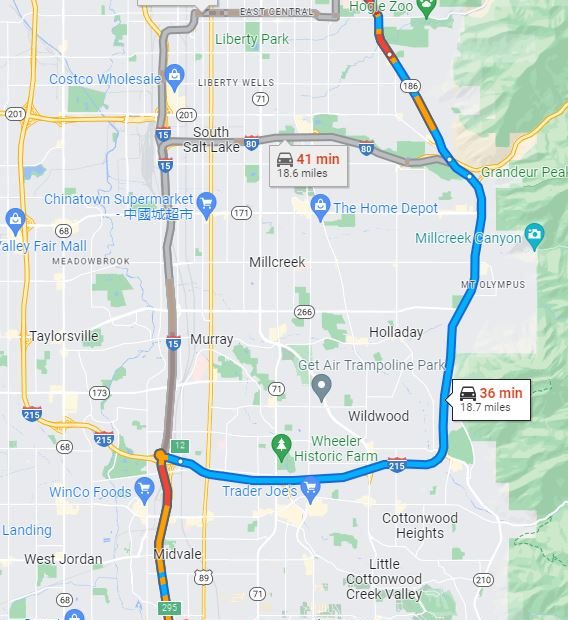 EAST CENTRAL
Hogle Zoo
Liberty Park
Costco Wholesale
LIBERTY WELLS
186
71
201
201
15
South
Salt Lake
80
80
15
41 min
18.6 miles
Grandeur Peak
Chinatown Supermarket
- 中國城超市
171
The Home Depot
68
Valley Fair Mall
Millcreek Canyon
MEADOWBROOK
Millcreek
MT OLYMPUS
266
Taylorsville
15
Murray
Holladay
Get Air Trampoline Park
173
71
36 min
18.7 miles
215
Wildwood
215
68
12
Wheeler
Historic Farm
215
WinCo Foods
Trader Joe's
Landing
Cottonwood
Heights
West Jordan
Midvale
89
71
Little
Cottonwood
Creek Valley
210
68
295
71